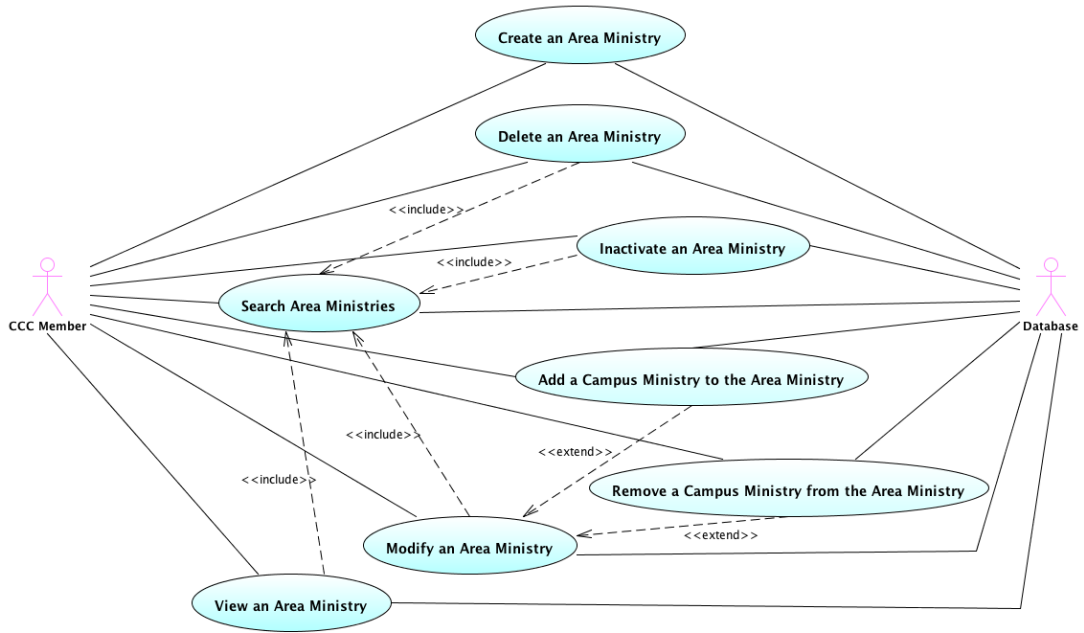 Create an Area Ministry
Delete an Area Ministry
<<include>>
Inactivate an Area Ministry
<<include>>
Search Area Ministries
CCC Member
Database
Add a Campus Ministry to the Area Ministry
<<include>>
<<extend>>
<<include>>
Remove a Campus Ministry from the Area Ministry
<<extend>>
Modify an Area Ministry
View an Area Ministry